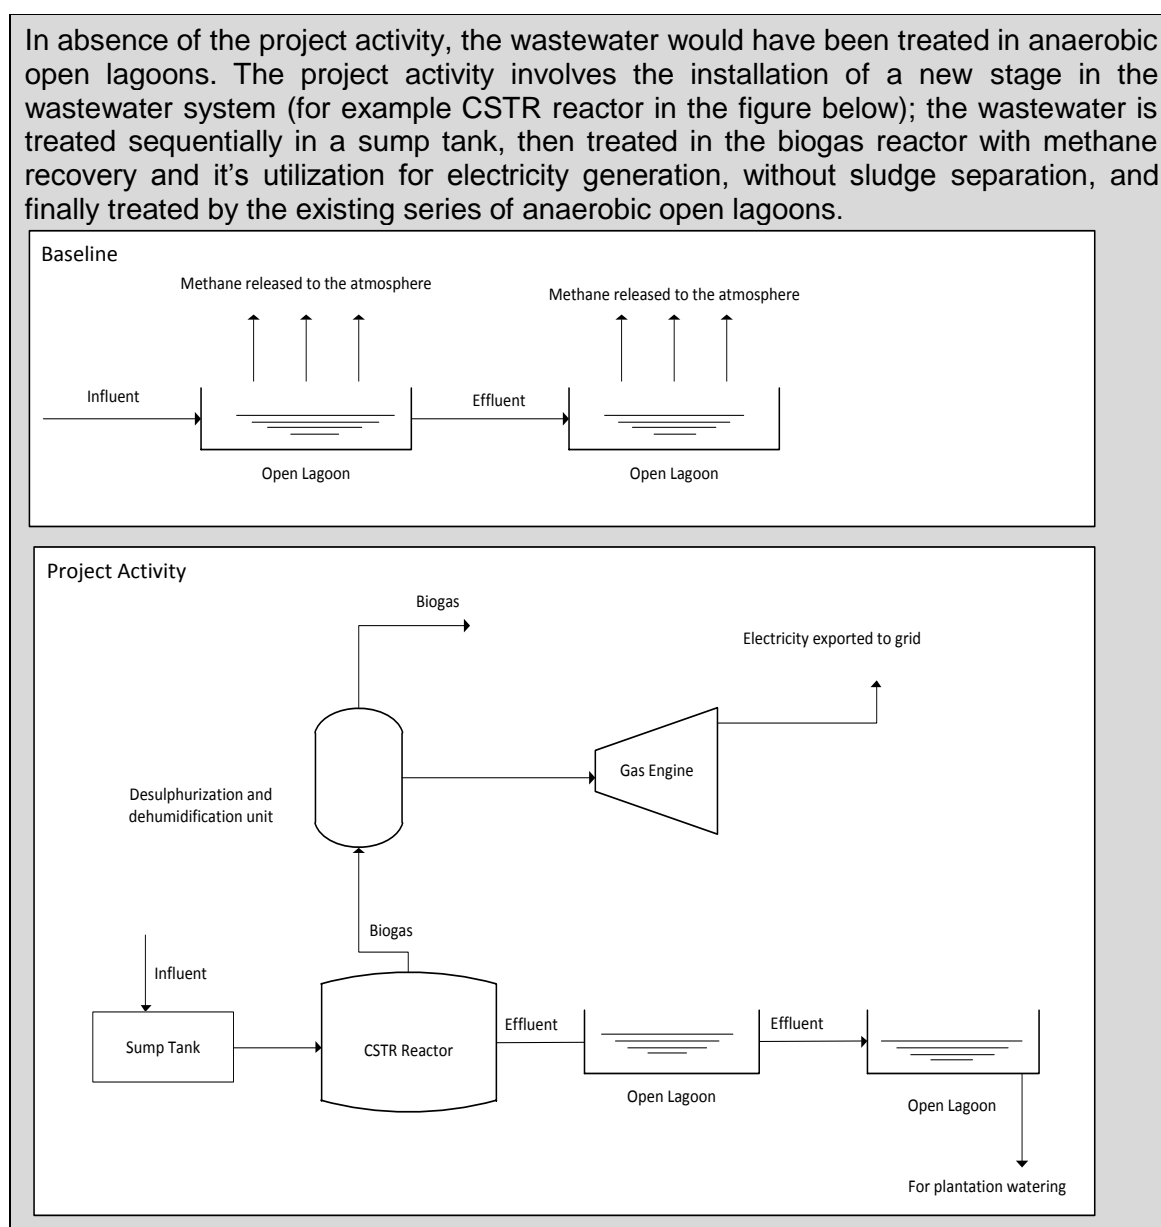 In absence of the project activity, the wastewater would have been treated in anaerobic
open lagoons. The project activity involves the installation of a new stage in the
wastewater system (for example CSTR reactor in the figure below); the wastewater is
treated sequentially in a sump tank, then treated in the biogas reactor with methane
recovery and it's utilization for electricity generation, without sludge separation, and
finally treated by the existing series of anaerobic open lagoons.
Baseline
Methane released to the atmosphere
Methane released to the atmosphere
Influent
Effluent
Open Lagoon
Open Lagoon
Project Activity
Biogas
Electricity exported to grid
Gas Engine
Desulphurization and
dehumidification unit
Biogas
Influent
Sump Tank
CSTR Reactor
Effluent
Effluent
Open Lagoon
Open Lagoon
For plantation watering